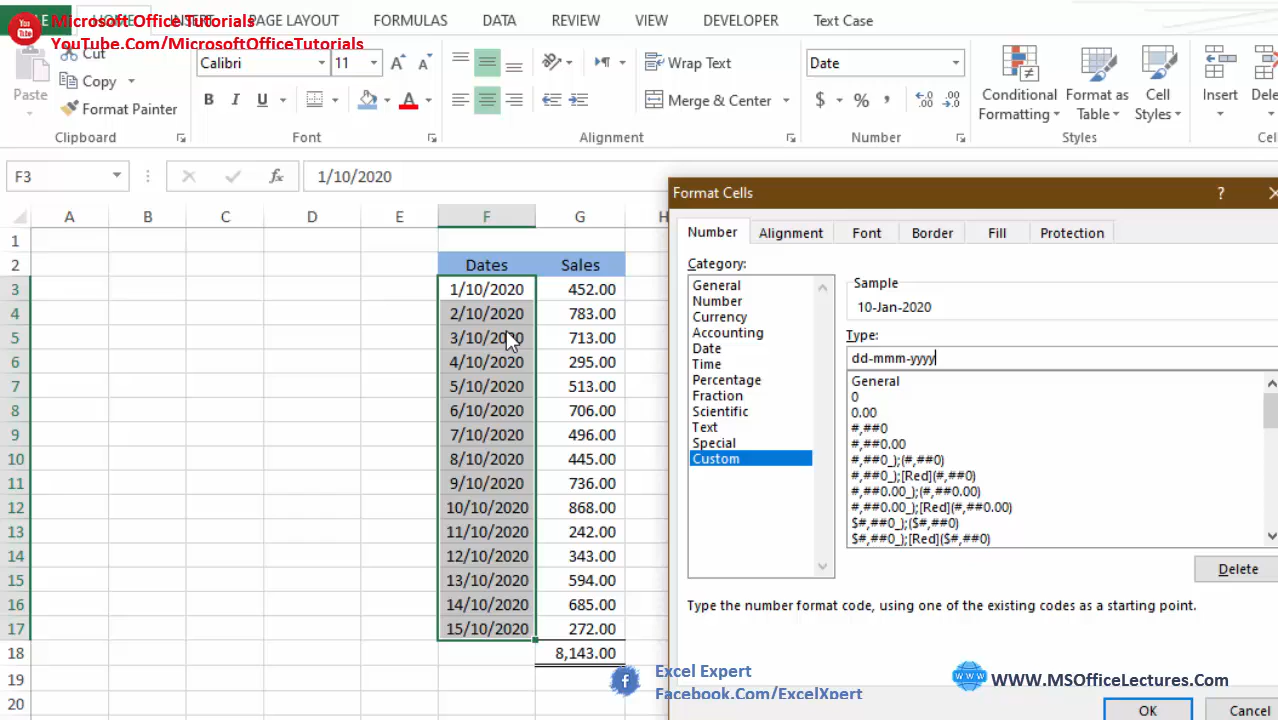 Microsoft Office Tutorials
YouTube.Com/MicrosoftOfficeTutorials
You Tube
PAGE LAYOUT
FORMULAS
DATA
REVIEW
VIEW
DEVELOPER
Text Case
Paste
Cut
Copy
Format Painter
Clipboard
Calibri
11
B I U
Font
Wrap Text
Merge & Center
Alignment
Date
$ % ,
Number
Conditional Formatting
Format as Table
Cell Styles
Styles
Insert
F3
fx
1/10/2020
A B C D E F G H
1
2 Dates Sales
3 1/10/2020 452.00
4 2/10/2020 783.00
5 3/10/2020 713.00
6 4/10/2020 295.00
7 5/10/2020 513.00
8 6/10/2020 706.00
9 7/10/2020 496.00
10 8/10/2020 445.00
11 9/10/2020 736.00
12 10/10/2020 868.00
13 11/10/2020 242.00
14 12/10/2020 343.00
15 13/10/2020 594.00
16 14/10/2020 685.00
17 15/10/2020 272.00
18 8,143.00
19
20
Format Cells
?
Number Alignment Font Border Fill Protection
Category:
General
Number
Currency
Accounting
Date
Time
Percentage
Fraction
Scientific
Text
Special
Custom
Sample
10-Jan-2020
Type:
dd-mmm-yyyy
General
0
0.00
#,##0
#,##0.00
#,##0_);(#,##0)
#,##0_);[Red](#,##0)
#,##0.00_);(#,##0.00)
#,##0.00_);[Red](#,##0.00)
$#,##0_);($#,##0)
$#,##0_);[Red]($#,##0)
Delete
Type the number format code, using one of the existing codes as a starting point.
Excel Expert
Facebook.Com/ExcelXpert
www
WWW.MSOfficeLectures.Com
OK
Cancel